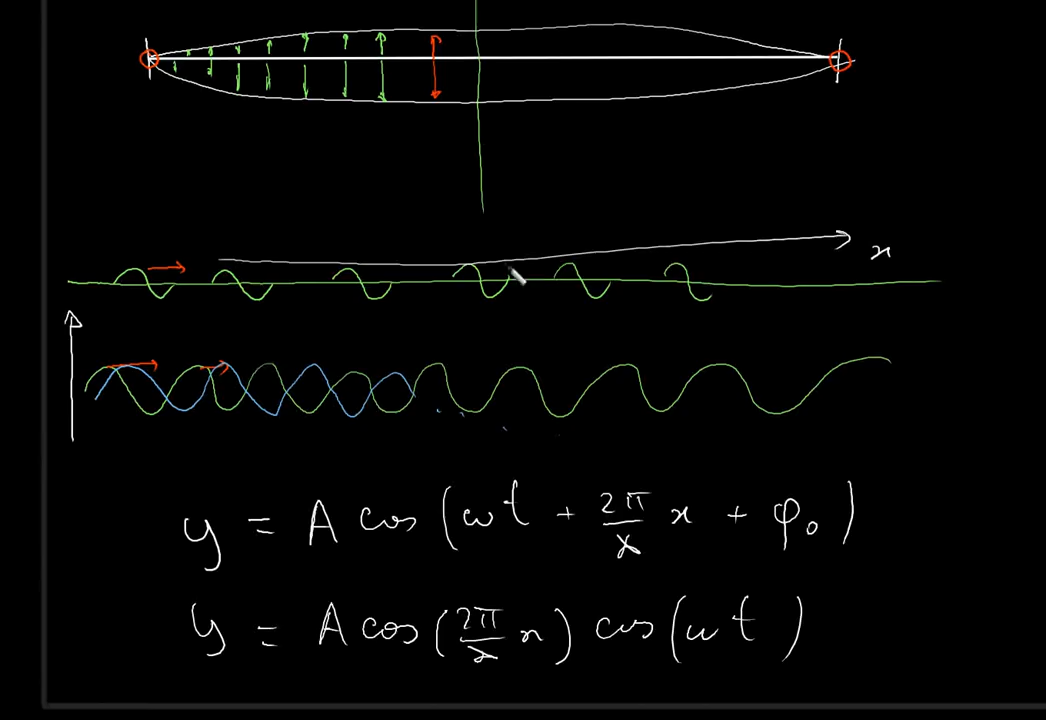 x
y = A cos(ωt + 2π/λ x + φ₀)
y = A cos(2π/λ x) cos(ωt)